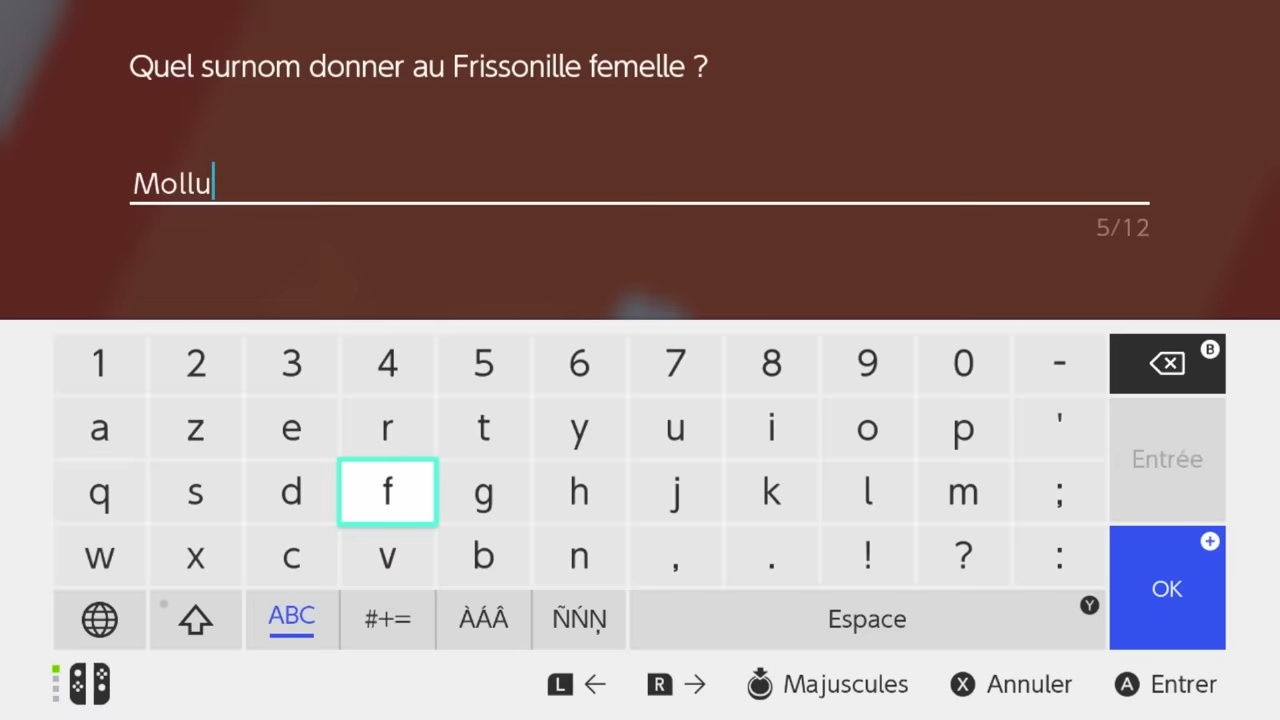 Quel surnom donner au Frissonille femelle ?
Mollu
5/12
1 2 3 4 5 6 7 8 9 0 - B
a z e r t y u i o p ' Entrée
q s d f g h j k l m ;
w x c v b n , . ! ? : + OK
ABC #+= ÀÁÂ ÑŃŅ Espace Y
L ← R → Majuscules X Annuler A Entrer